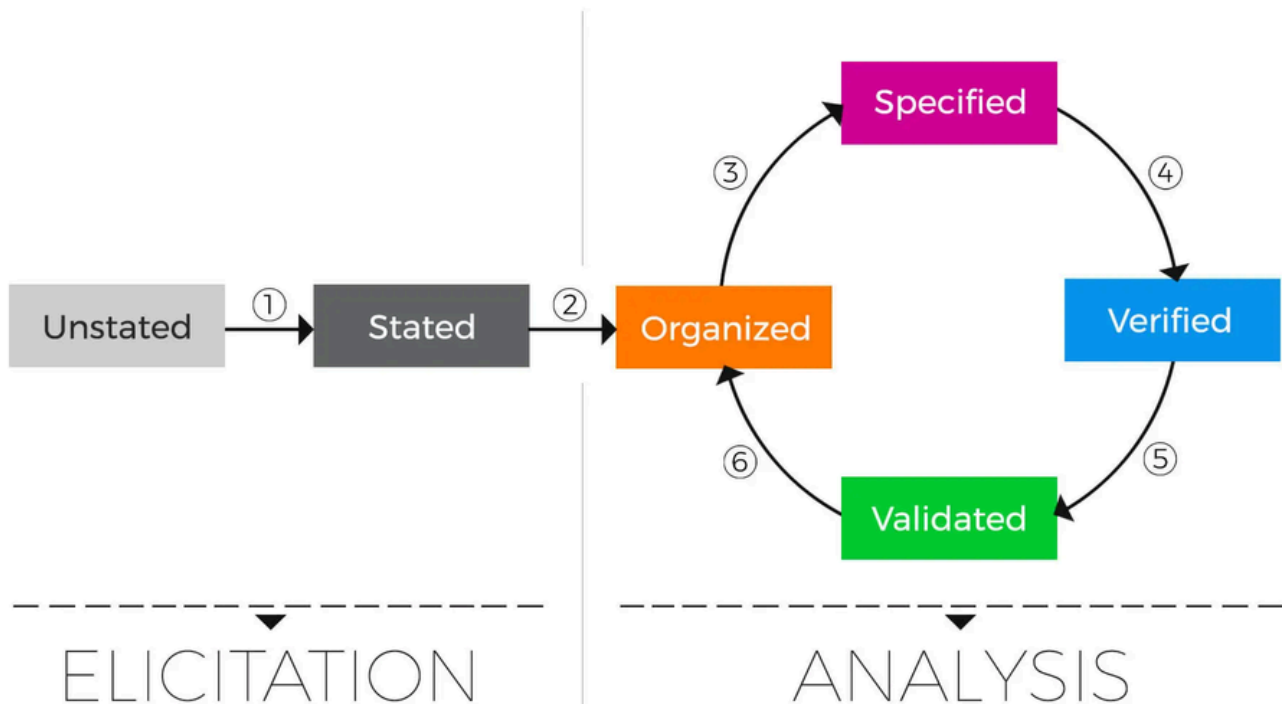 Specified
③
④
Unstated
①
Stated
②
Organized
Verified
⑥
⑤
Validated
ELICITATION
ANALYSIS